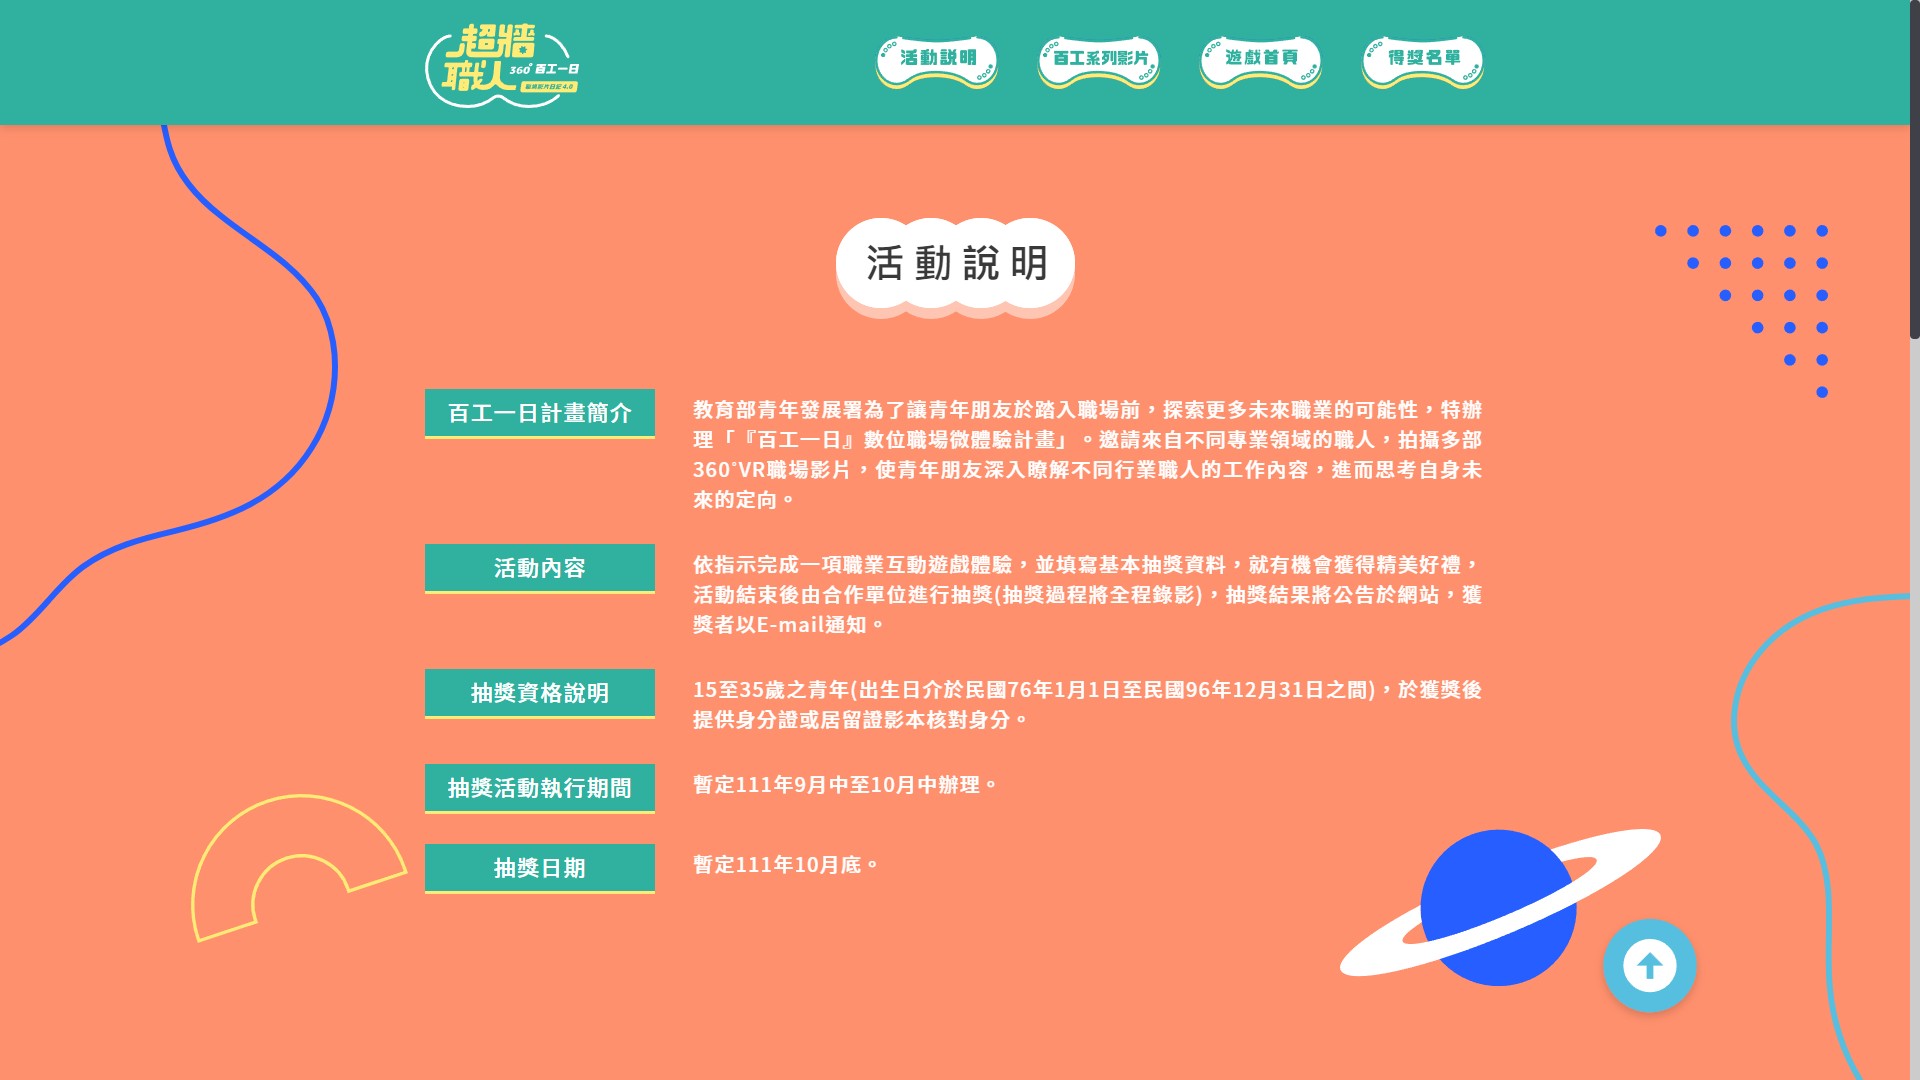 超牆
職人
360° 百工一日
活動說明
百工系列影片
遊戲首頁
得獎名單
活動說明
百工一日計畫簡介
教育部青年發展署為了讓青年朋友於踏入職場前，探索更多未來職業的可能性，特辦
理「『百工一日』數位職場微體驗計畫」。邀請來自不同專業領域的職人，拍攝多部
360°VR職場影片，使青年朋友深入瞭解不同行業職人的工作內容，進而思考自身未
來的定向。
活動內容
依指示完成一項職業互動遊戲體驗，並填寫基本抽獎資料，就有機會獲得精美好禮，
活動結束後由合作單位進行抽獎(抽獎過程將全程錄影)，抽獎結果將公告於網站，獲
獎者以E-mail通知。
抽獎資格說明
15至35歲之青年(出生日介於民國76年1月1日至民國96年12月31日之間)，於獲獎後
提供身分證或居留證影本核對身分。
抽獎活動執行期間
暫定111年9月中至10月中辦理。
抽獎日期
暫定111年10月底。